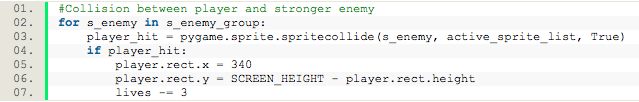 01. #Collision between player and stronger enemy
02. for s_enemy in s_enemy_group:
03.     player_hit = pygame.sprite.spritecollide(s_enemy, active_sprite_list, True)
04.     if player_hit:
05.         player.rect.x = 340
06.         player.rect.y = SCREEN_HEIGHT - player.rect.height
07.         lives -= 3